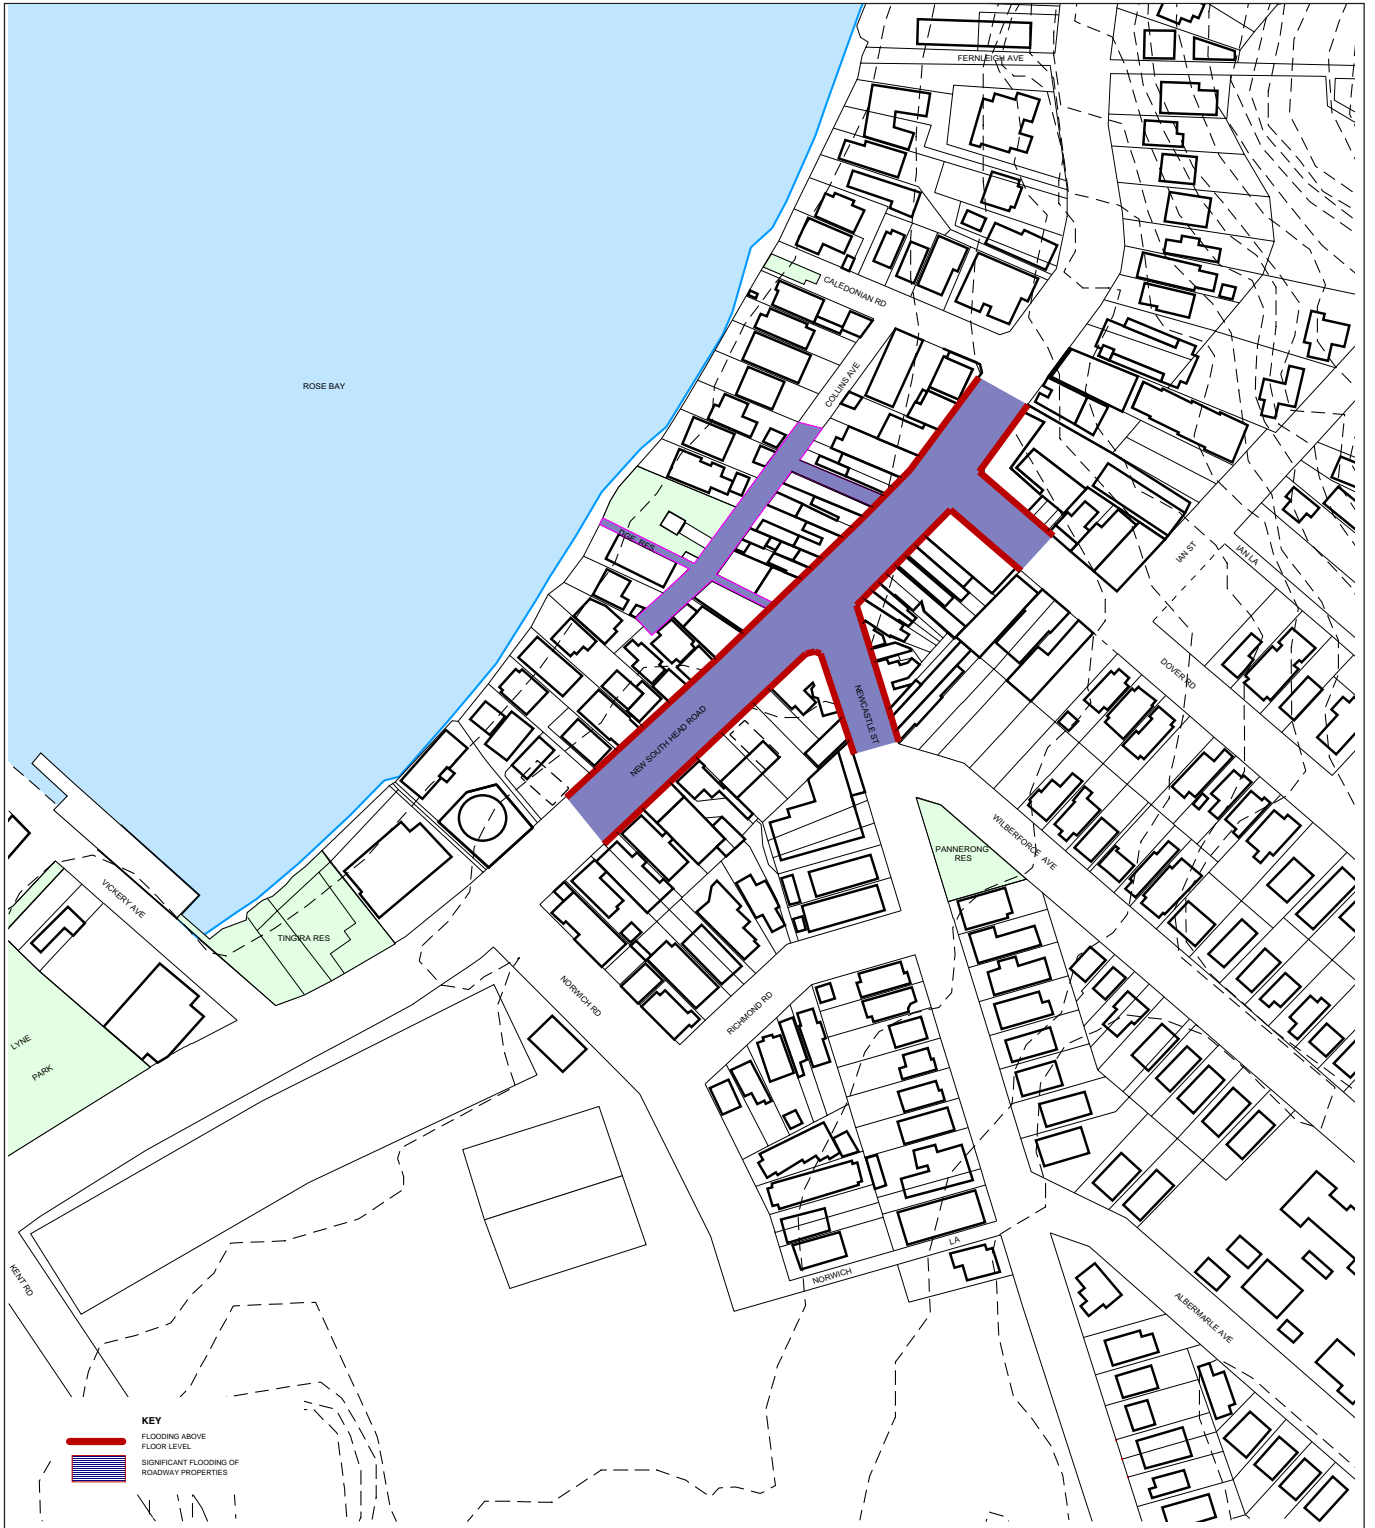 FERNLEIGH AVE
CALEDONIAN RD
ROSE BAY
COLLINS AVE
DGE RES
IAN ST
IAN LA
DOVER RD
NEWCASTLE ST
NEW SOUTH HEAD ROAD
WILBERFORCE AVE
PANNERONG
RES
VICKERY AVE
TINGIRA RES
NORWICH RD
RICHMOND RD
LYNE
PARK
NORWICH
LA
KENT RD
ALBERMARLE AVE
KEY
FLOODING ABOVE
FLOOR LEVEL
SIGNIFICANT FLOODING OF
ROADWAY PROPERTIES